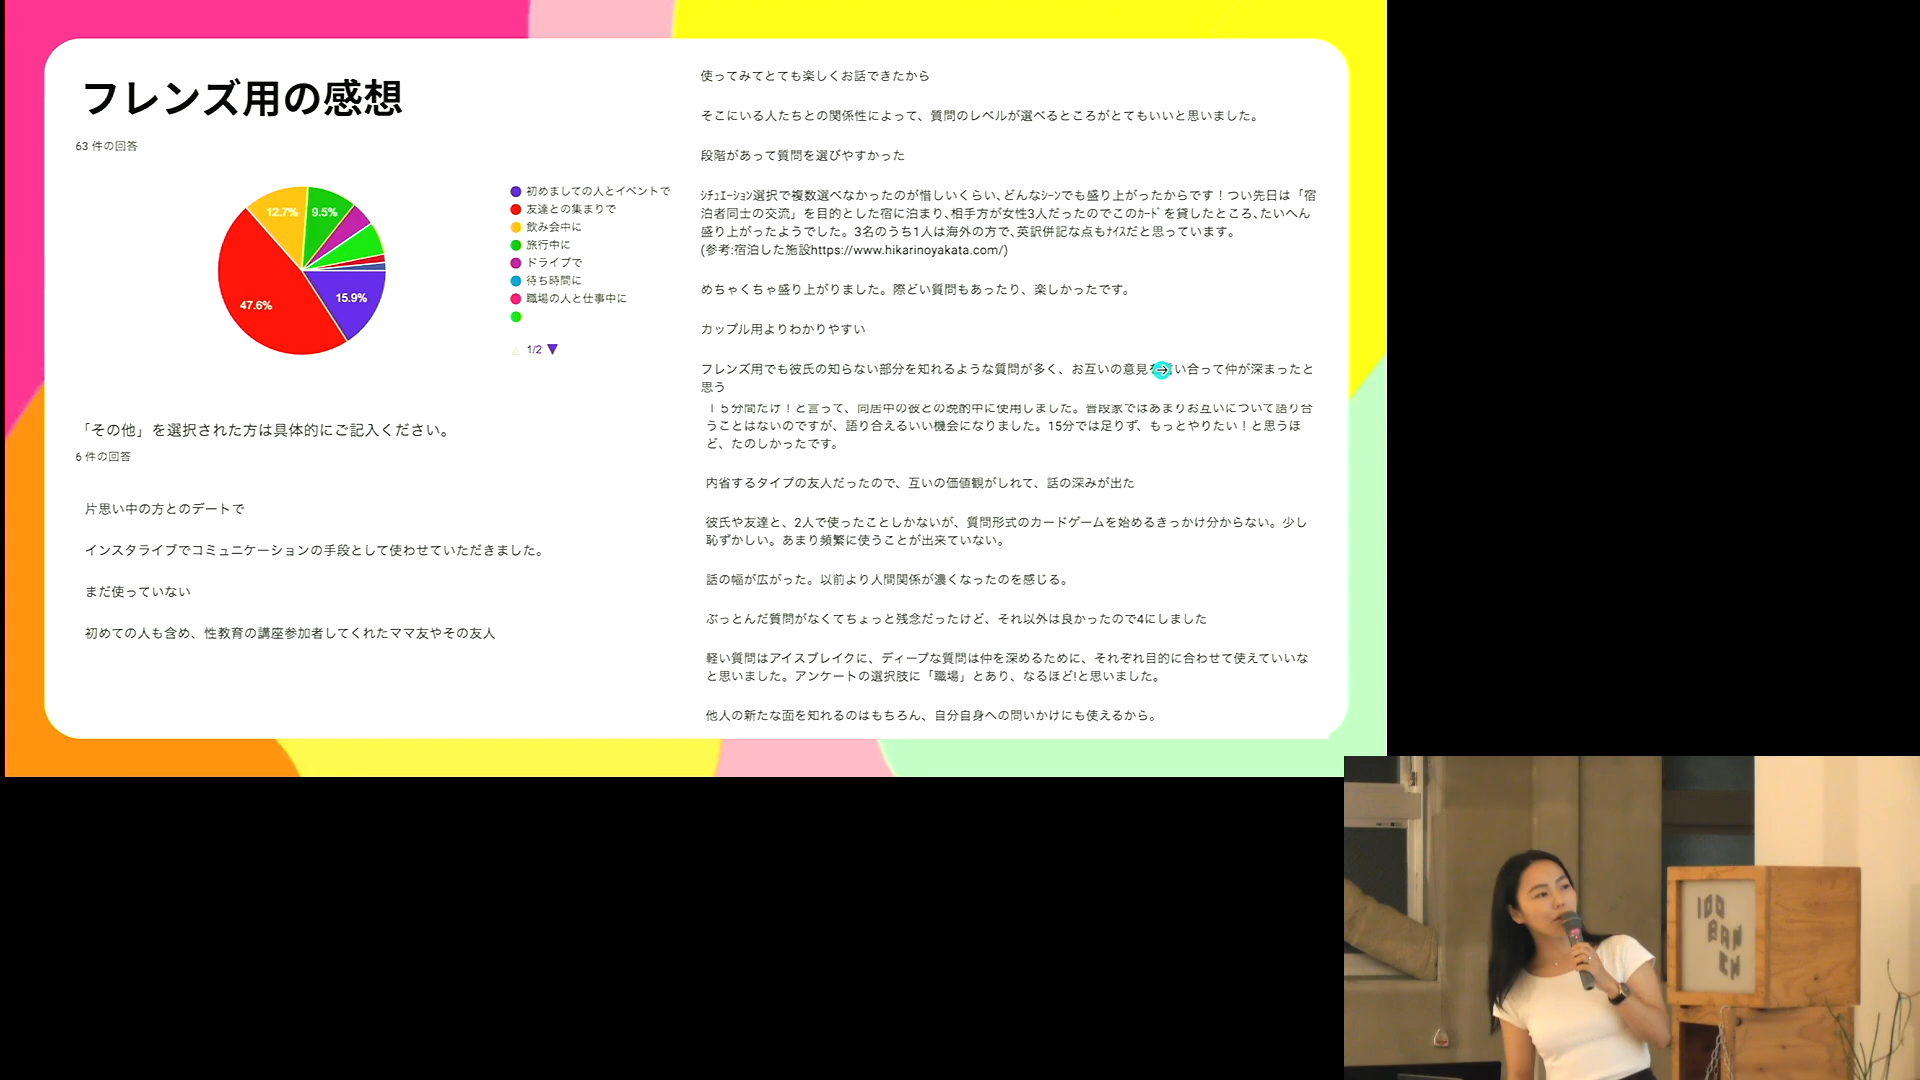 フレンズ用の感想
63 件の回答
12.7%
9.5%
47.6%
15.9%
初めましての人とイベントで
友達との集まりで
飲み会中に
旅行中に
ドライブで
待ち時間に
職場の人と仕事中に
1/2
「その他」を選択された方は具体的にご記入ください。
6 件の回答
片思い中の方とのデートで
インスタライブでコミュニケーションの手段として使わせていただきました。
まだ使っていない
初めての人も含め、性教育の講座参加者してくれたママ友やその友人
使ってみてとても楽しくお話できたから
そこにいる人たちとの関係性によって、質問のレベルが選べるところがとてもいいと思いました。
段階があって質問を選びやすかった
ｼﾁｭｴｰｼｮﾝ選択で複数選べなかったのが惜しいくらい､どんなｼｰﾝでも盛り上がったからです！つい先日は「宿
泊者同士の交流」を目的とした宿に泊まり､相手方が女性3人だったのでこのｶｰﾄﾞを貸したところ､たいへん
盛り上がったようでした。3名のうち1人は海外の方で､英訳併記な点もﾅｲｽだと思っています。
(参考:宿泊した施設https://www.hikarinoyakata.com/)
めちゃくちゃ盛り上がりました。際どい質問もあったり、楽しかったです。
カップル用よりわかりやすい
フレンズ用でも彼氏の知らない部分を知れるような質問が多く、お互いの意見を い合って仲が深まったと
思う
１５分間だけ！と言って、同居中の彼との晩酌中に使用しました。普段家ではあまりお互いについて語り合
うことはないのですが、語り合えるいい機会になりました。15分では足りず、もっとやりたい！と思うほ
ど、たのしかったです。
内省するタイプの友人だったので、互いの価値観がしれて、話の深みが出た
彼氏や友達と、2人で使ったことしかないが、質問形式のカードゲームを始めるきっかけ分からない。少し
恥ずかしい。あまり頻繁に使うことが出来ていない。
話の幅が広がった。以前より人間関係が濃くなったのを感じる。
ぶっとんだ質問がなくてちょっと残念だったけど、それ以外は良かったので4にしました
軽い質問はアイスブレイクに、ディープな質問は仲を深めるために、それぞれ目的に合わせて使えていいな
と思いました。アンケートの選択肢に「職場」とあり、なるほど!と思いました。
他人の新たな面を知れるのはもちろん、自分自身への問いかけにも使えるから。
100
BAN
CH